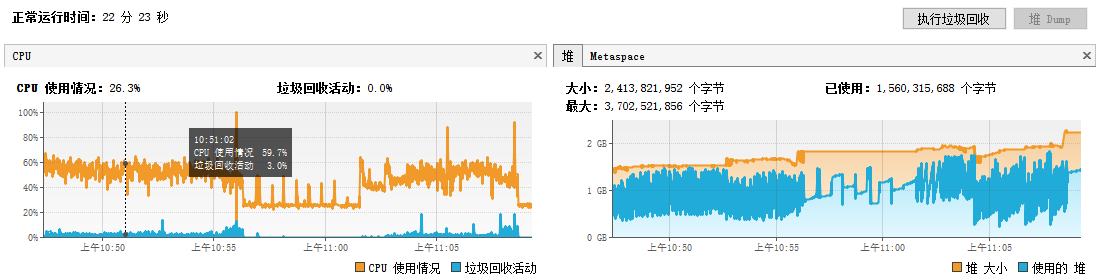 正常运行时间：22 分 23 秒
执行垃圾回收
堆 Dump
CPU
CPU 使用情况：26.3%
垃圾回收活动：0.0%
100%
80%
60%
40%
20%
0%
10:51:02
CPU 使用情况 59.7%
垃圾回收活动 3.0%
上午10:50
上午10:55
上午11:00
上午11:05
CPU 使用情况
垃圾回收活动
堆
Metaspace
大小：2,413,821,952 个字节
已使用：1,560,315,688 个字节
最大：3,702,521,856 个字节
2 GB
1 GB
0 GB
上午10:50
上午10:55
上午11:00
上午11:05
堆 大小
使用的 堆